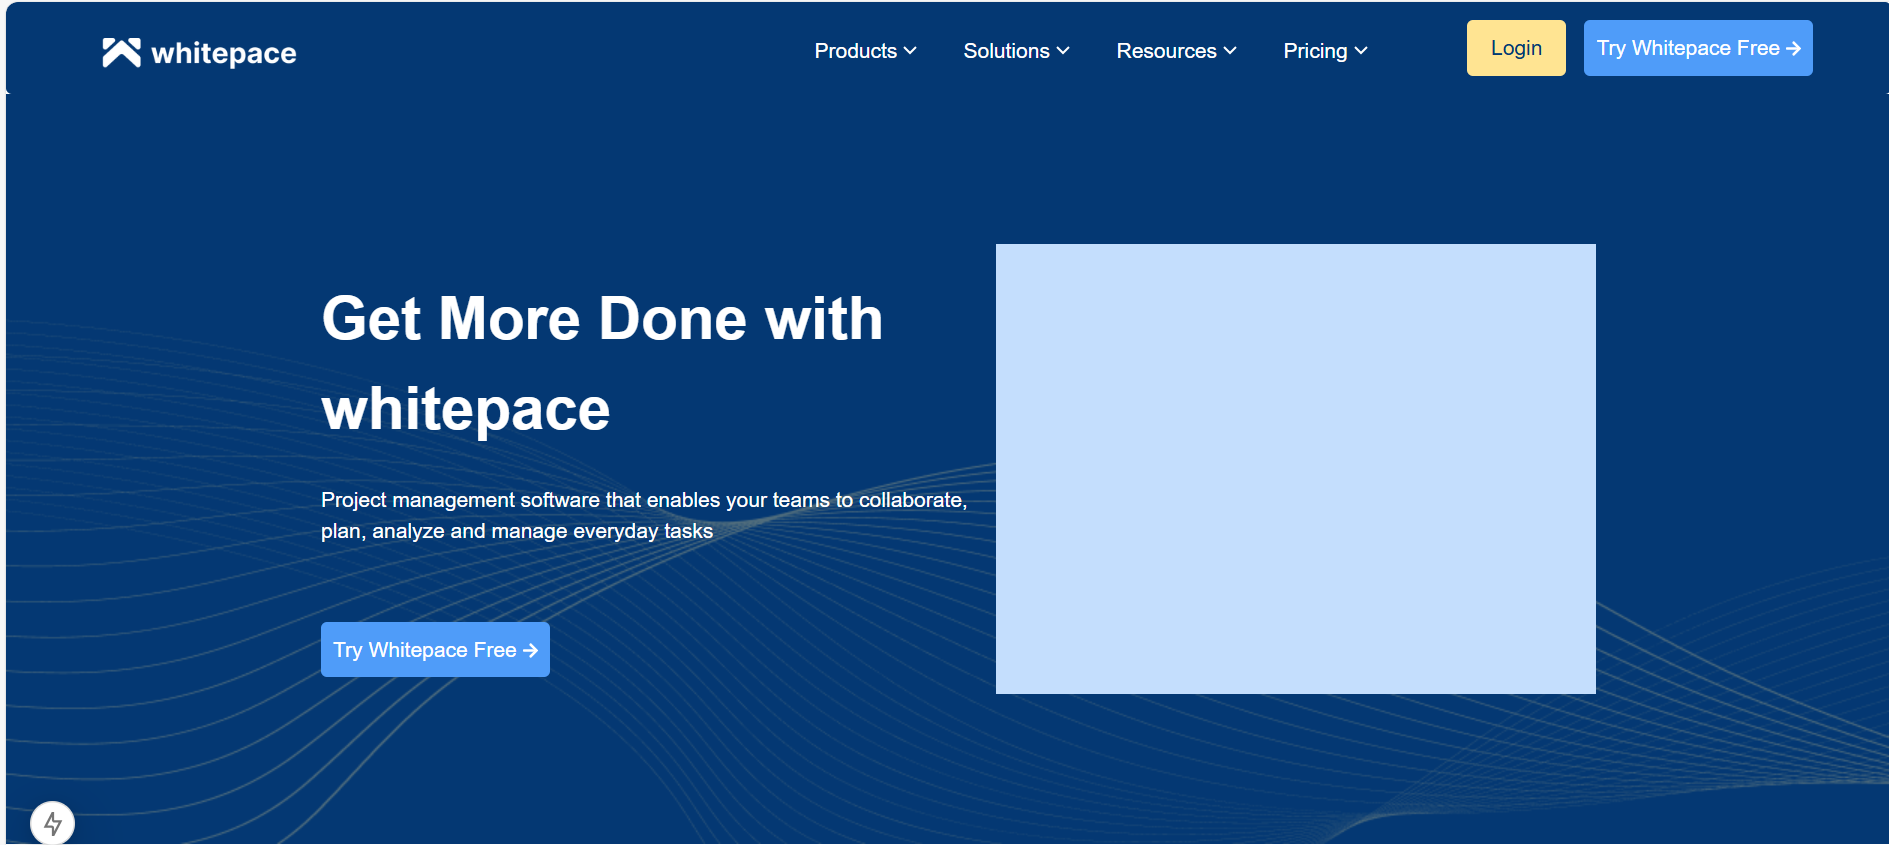 whitepace
Products
Solutions
Resources
Pricing
Login
Try Whitepace Free
Get More Done with
whitepace
Project management software that enables your teams to collaborate,
plan, analyze and manage everyday tasks
Try Whitepace Free